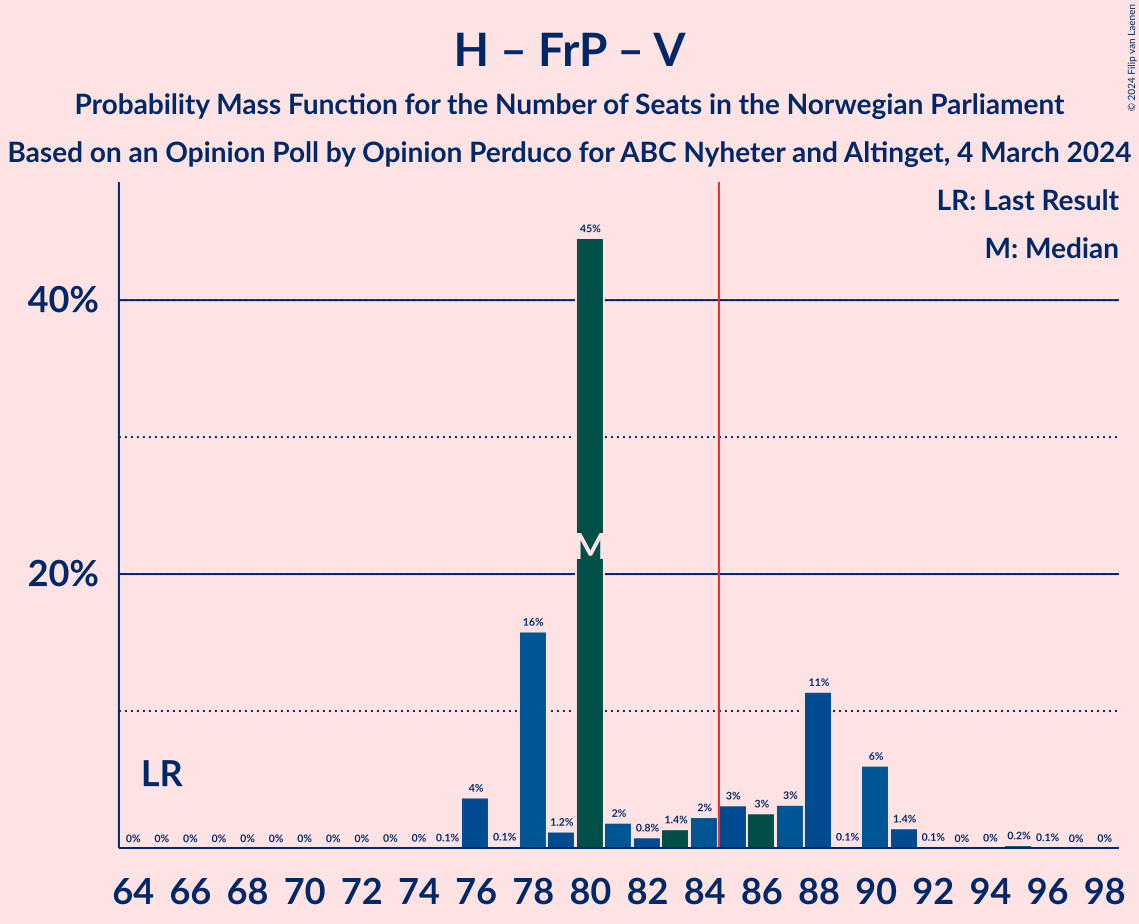 H – FrP – V
Probability Mass Function for the Number of Seats in the Norwegian Parliament
Based on an Opinion Poll by Opinion Perduco for ABC Nyheter and Altinget, 4 March 2024
© 2024 Filip van Laenen
LR: Last Result
M: Median
40%
20%
LR
M
0% 0% 0% 0% 0% 0% 0% 0% 0% 0% 0% 0.1% 4% 0.1% 16% 1.2% 45% 2% 0.8% 1.4% 2% 3% 3% 3% 11% 0.1% 6% 1.4% 0.1% 0% 0% 0.2% 0.1% 0% 0%
64 66 68 70 72 74 76 78 80 82 84 86 88 90 92 94 96 98